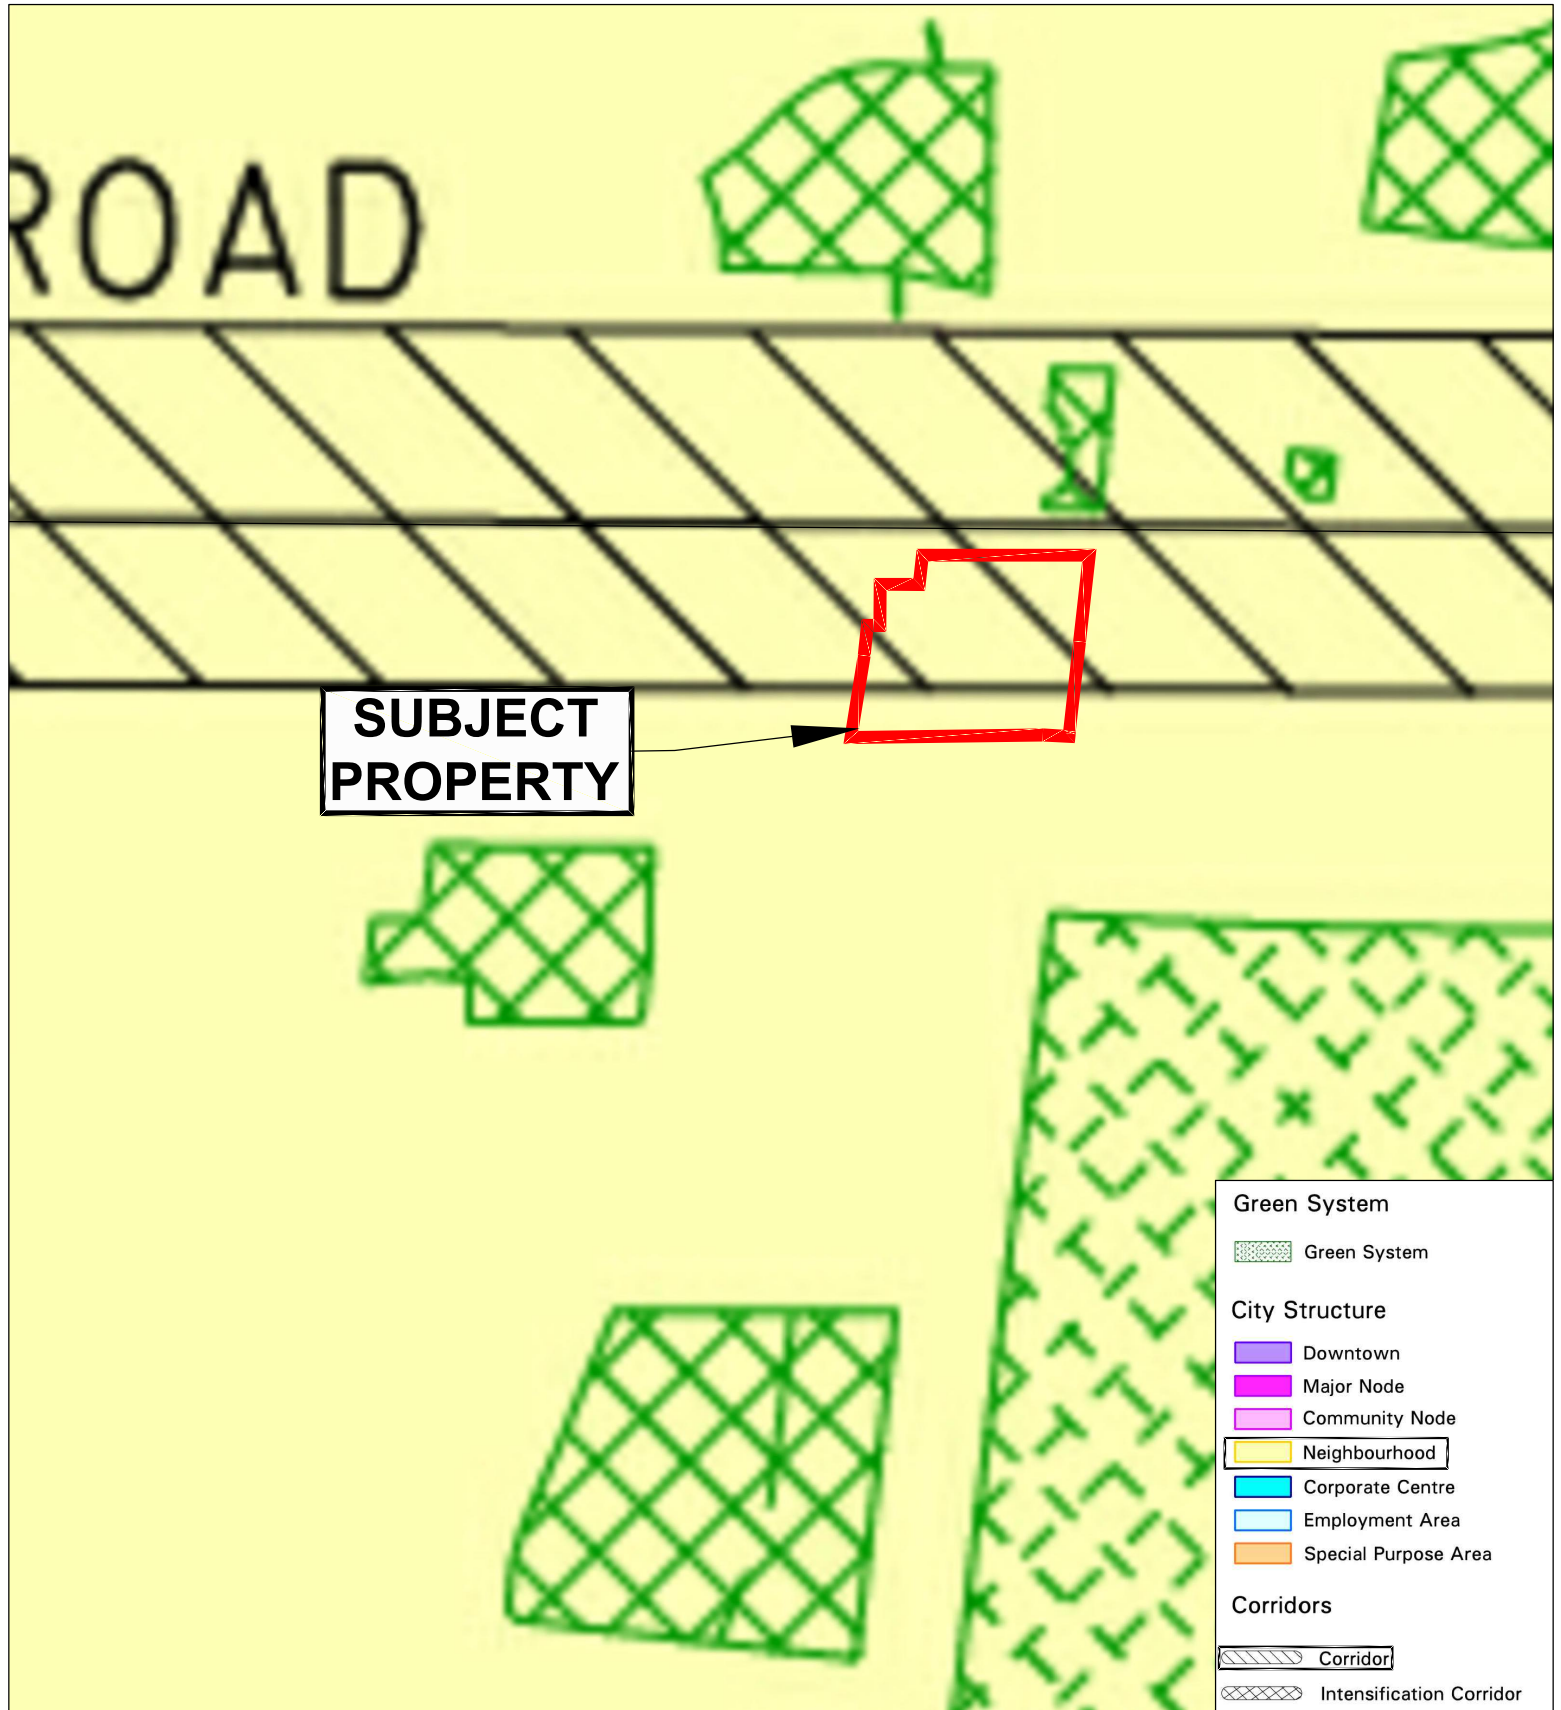 ROAD
SUBJECT
PROPERTY
Green System
Green System
City Structure
Downtown
Major Node
Community Node
Neighbourhood
Corporate Centre
Employment Area
Special Purpose Area
Corridors
Corridor
Intensification Corridor